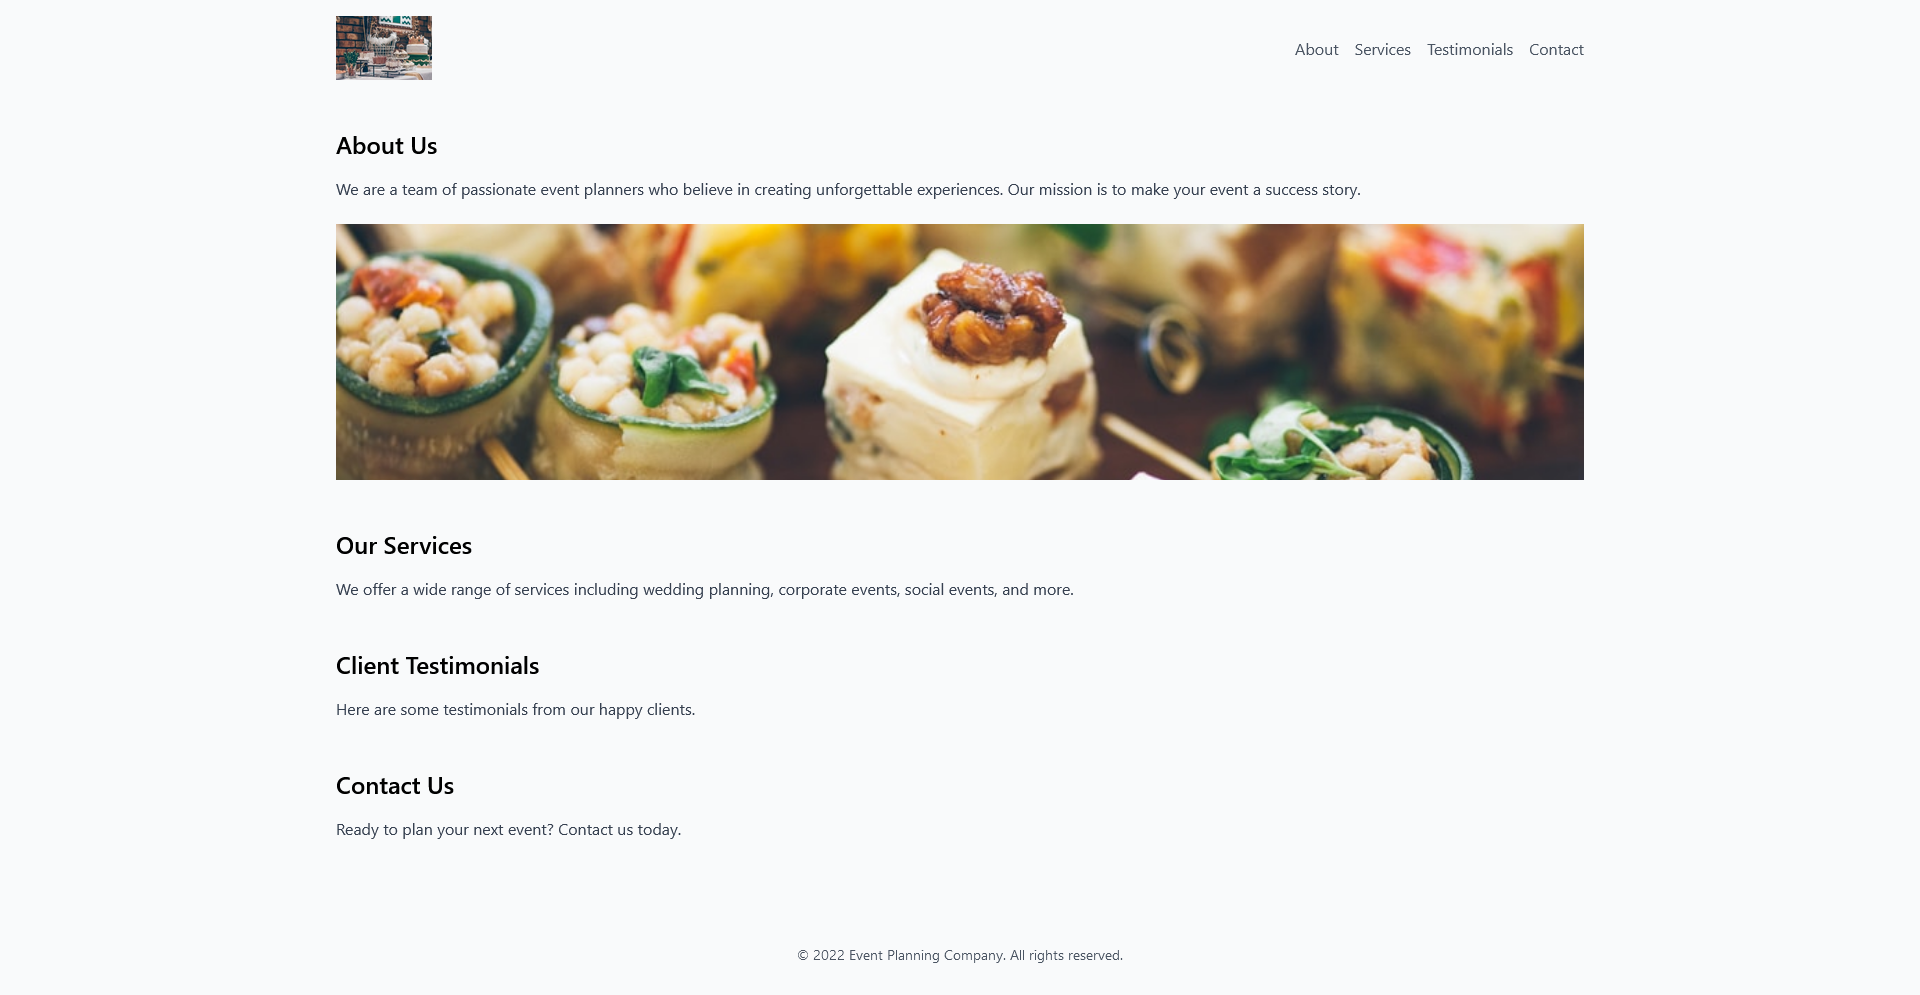 About Services Testimonials Contact
About Us
We are a team of passionate event planners who believe in creating unforgettable experiences. Our mission is to make your event a success story.
Our Services
We offer a wide range of services including wedding planning, corporate events, social events, and more.
Client Testimonials
Here are some testimonials from our happy clients.
Contact Us
Ready to plan your next event? Contact us today.
© 2022 Event Planning Company. All rights reserved.